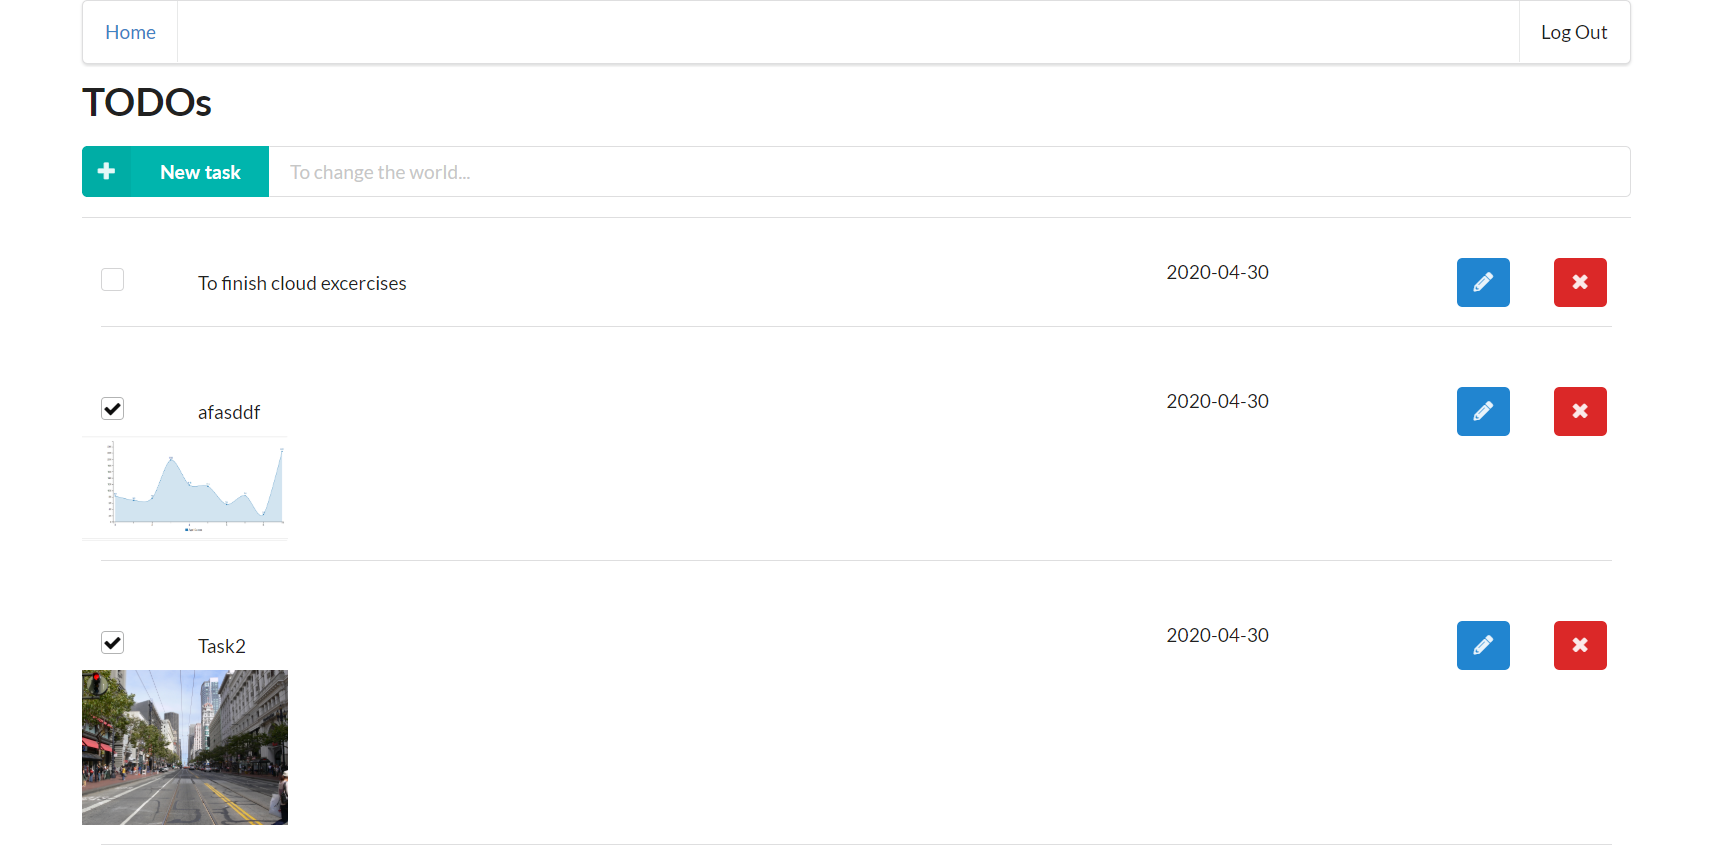 Home
Log Out
TODOs
New task
To change the world...
To finish cloud excercises
2020-04-30
afasddf
2020-04-30
Task2
2020-04-30